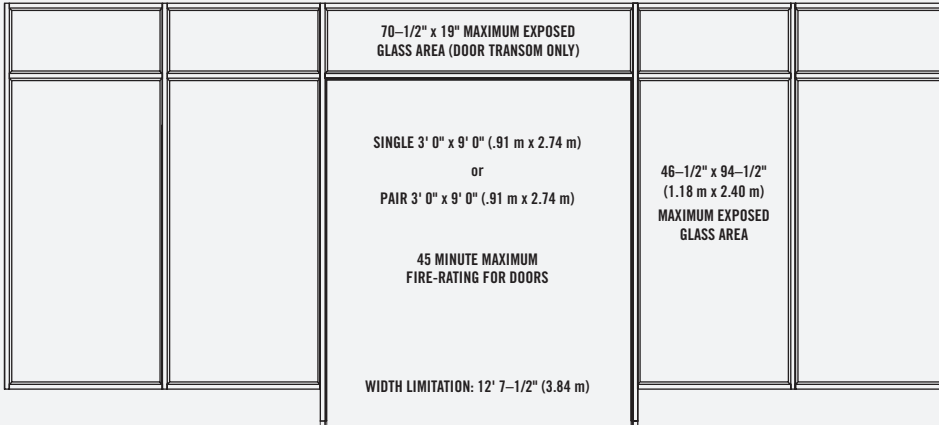 70–1/2" x 19" MAXIMUM EXPOSED
GLASS AREA (DOOR TRANSOM ONLY)
SINGLE 3' 0" x 9' 0" (.91 m x 2.74 m)
or
PAIR 3' 0" x 9' 0" (.91 m x 2.74 m)
45 MINUTE MAXIMUM
FIRE-RATING FOR DOORS
WIDTH LIMITATION: 12' 7–1/2" (3.84 m)
46–1/2" x 94–1/2"
(1.18 m x 2.40 m)
MAXIMUM EXPOSED
GLASS AREA